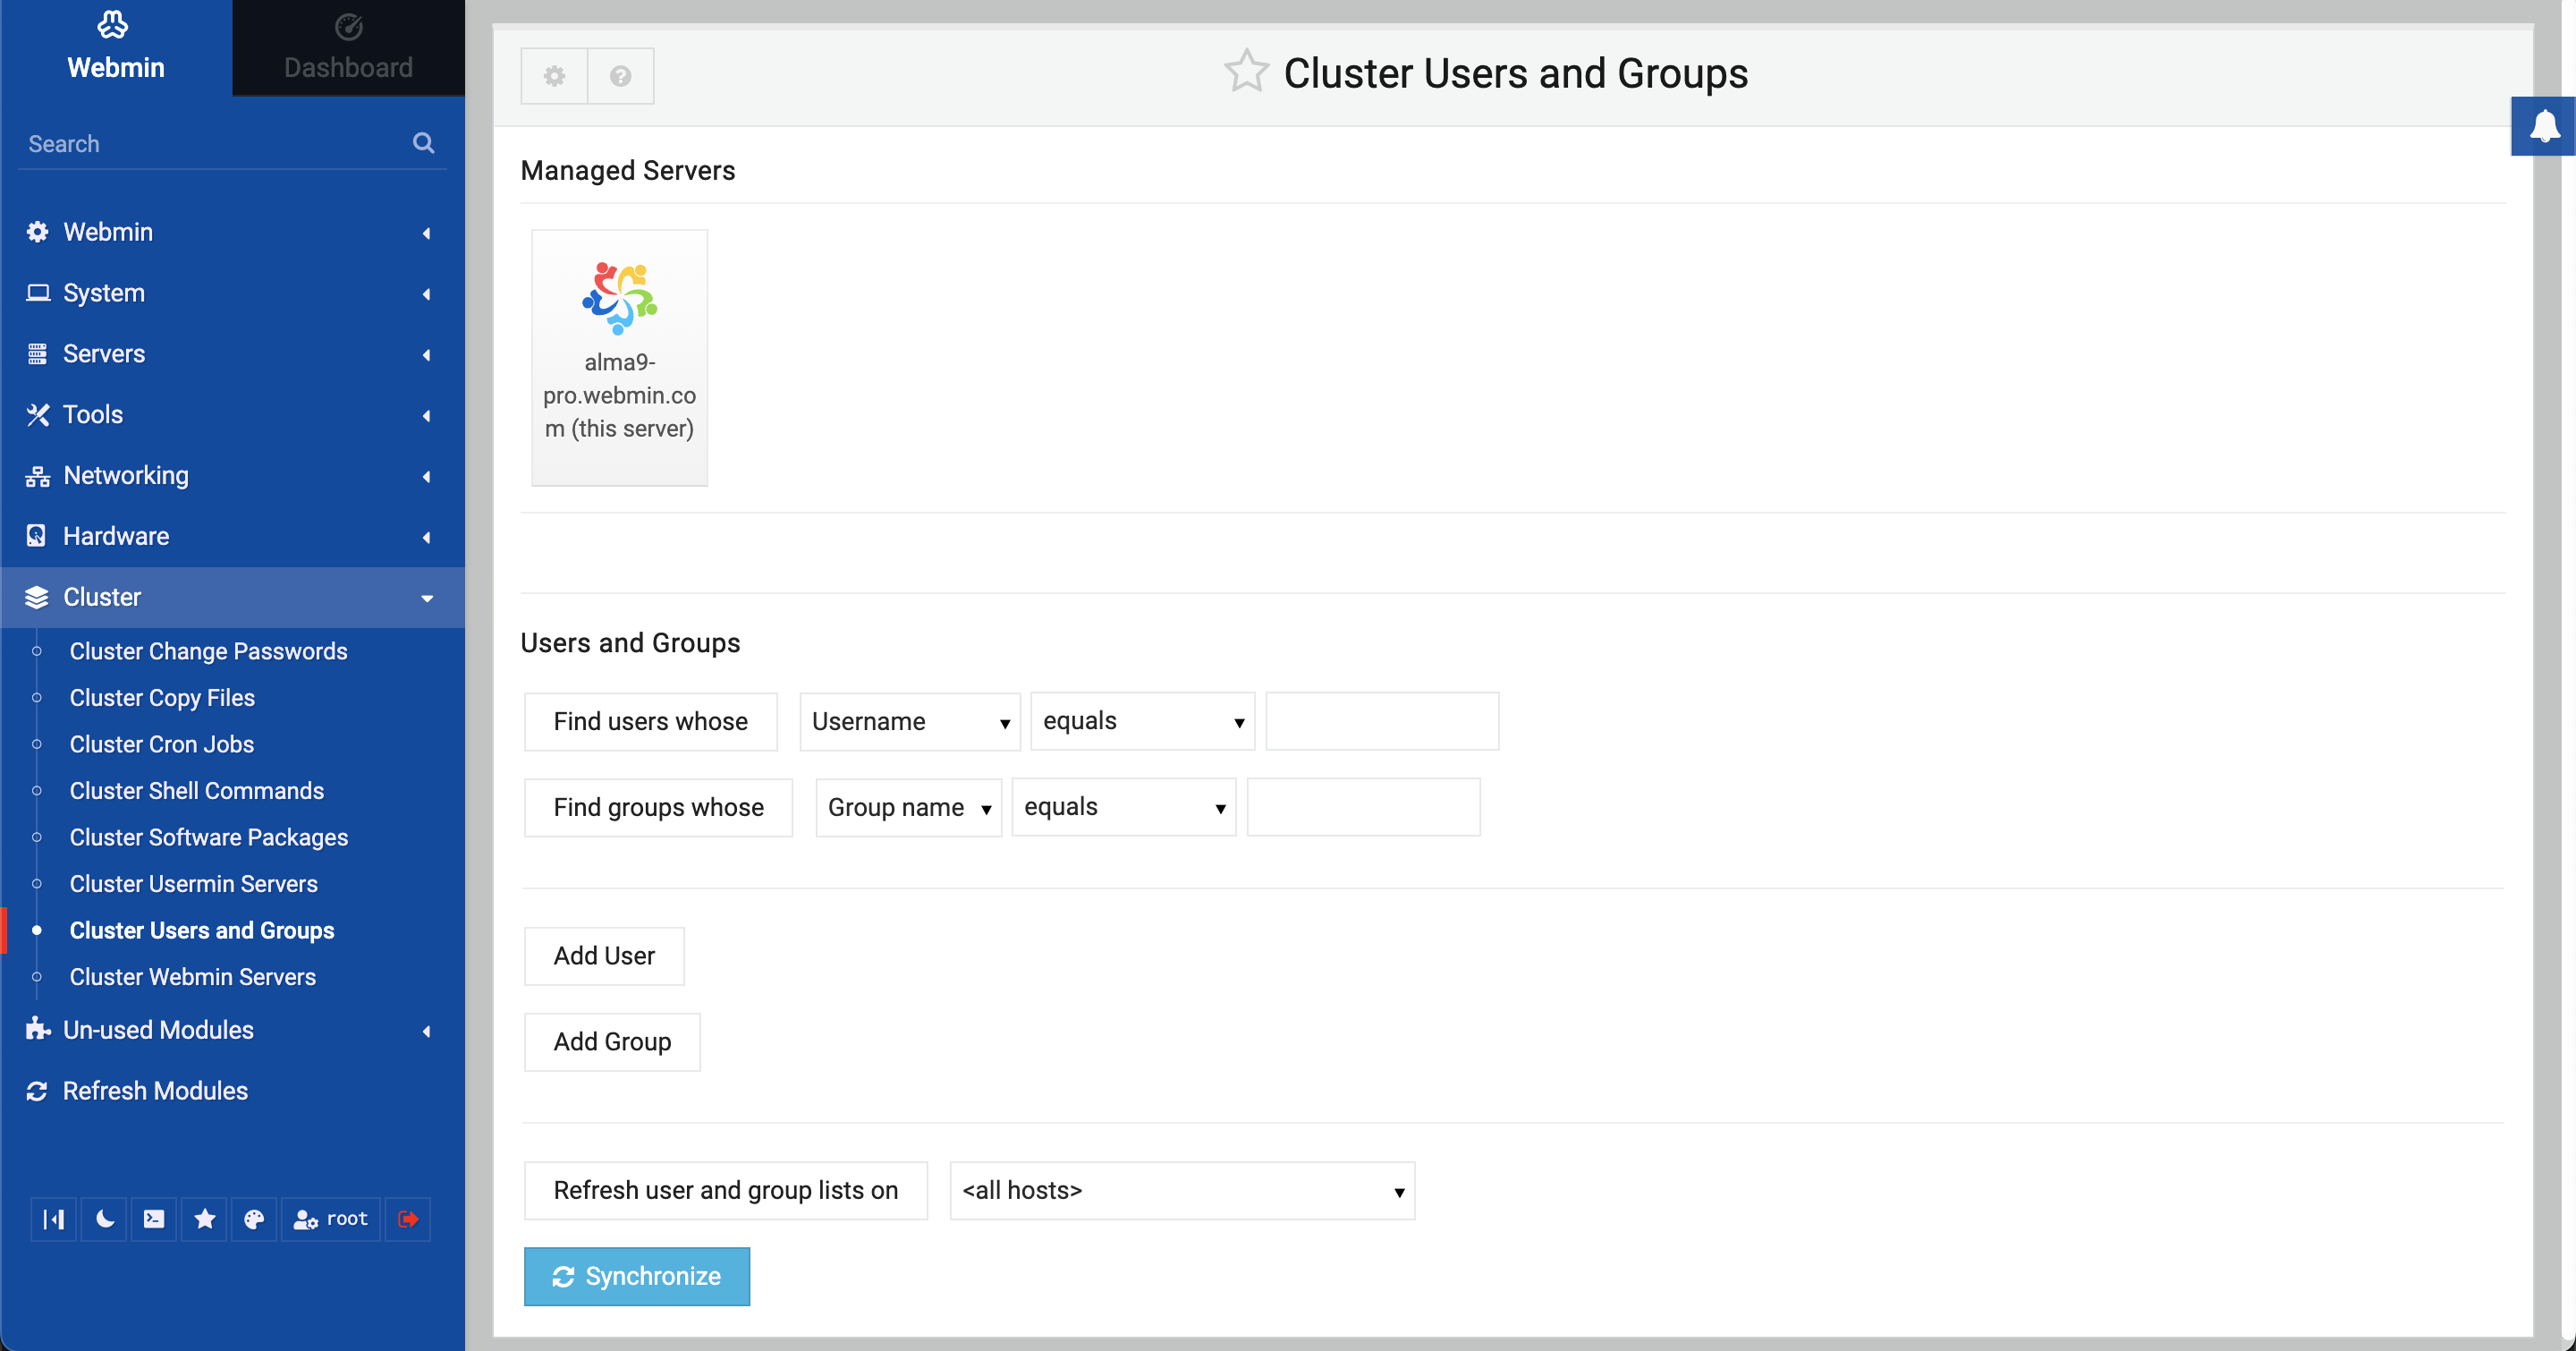 Webmin
Dashboard
Search
Webmin
System
Servers
Tools
Networking
Hardware
Cluster
Cluster Change Passwords
Cluster Copy Files
Cluster Cron Jobs
Cluster Shell Commands
Cluster Software Packages
Cluster Usermin Servers
Cluster Users and Groups
Cluster Webmin Servers
Un-used Modules
Refresh Modules
root
Cluster Users and Groups
Managed Servers
alma9-
pro.webmin.co
m (this server)
Users and Groups
Find users whose Username equals
Find groups whose Group name equals
Add User
Add Group
Refresh user and group lists on <all hosts>
Synchronize